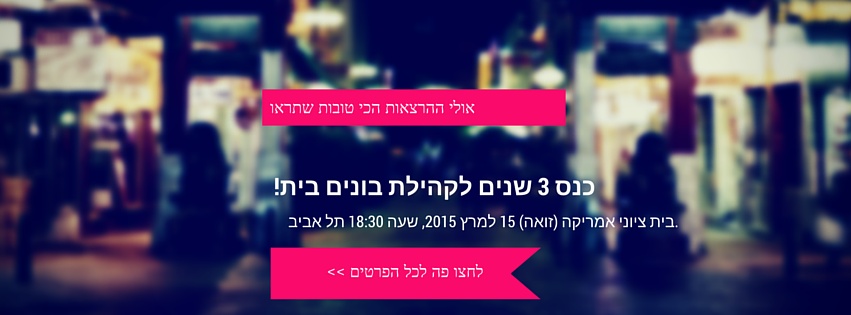 אולי ההרצאות הכי טובות שתראו
כנס 3 שנים לקהילת בונים בית!
בית ציוני אמריקה (זואה) 15 למרץ 2015, שעה 18:30 תל אביב.
לחצו פה לכל הפרטים >>